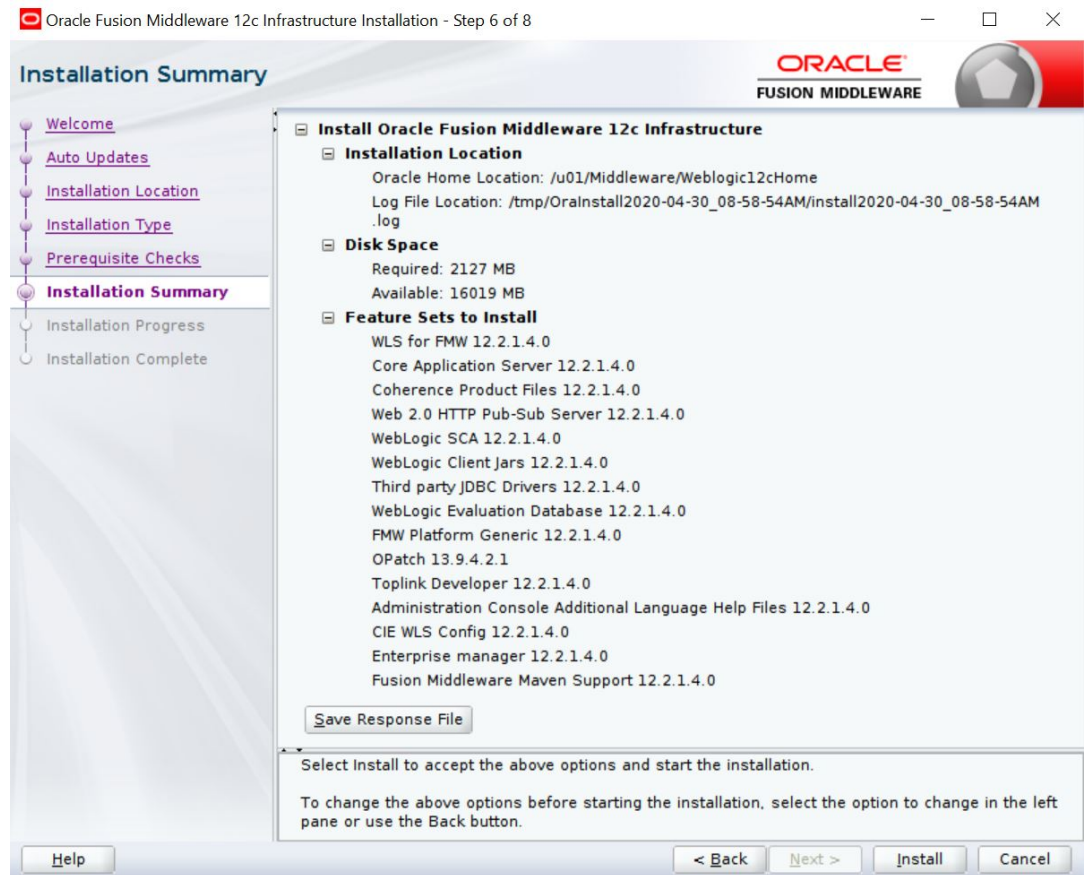 Oracle Fusion Middleware 12c Infrastructure Installation - Step 6 of 8
Installation Summary
ORACLE
FUSION MIDDLEWARE
Welcome
Auto Updates
Installation Location
Installation Type
Prerequisite Checks
Installation Summary
Installation Progress
Installation Complete
Install Oracle Fusion Middleware 12c Infrastructure
Installation Location
Oracle Home Location: /u01/Middleware/Weblogic12cHome
Log File Location: /tmp/OraInstall2020-04-30_08-58-54AM/install2020-04-30_08-58-54AM
.log
Disk Space
Required: 2127 MB
Available: 16019 MB
Feature Sets to Install
WLS for FMW 12.2.1.4.0
Core Application Server 12.2.1.4.0
Coherence Product Files 12.2.1.4.0
Web 2.0 HTTP Pub-Sub Server 12.2.1.4.0
WebLogic SCA 12.2.1.4.0
WebLogic Client Jars 12.2.1.4.0
Third party JDBC Drivers 12.2.1.4.0
WebLogic Evaluation Database 12.2.1.4.0
FMW Platform Generic 12.2.1.4.0
OPatch 13.9.4.2.1
Toplink Developer 12.2.1.4.0
Administration Console Additional Language Help Files 12.2.1.4.0
CIE WLS Config 12.2.1.4.0
Enterprise manager 12.2.1.4.0
Fusion Middleware Maven Support 12.2.1.4.0
Save Response File
Select Install to accept the above options and start the installation.
To change the above options before starting the installation, select the option to change in the left
pane or use the Back button.
Help
< Back
Next >
Install
Cancel